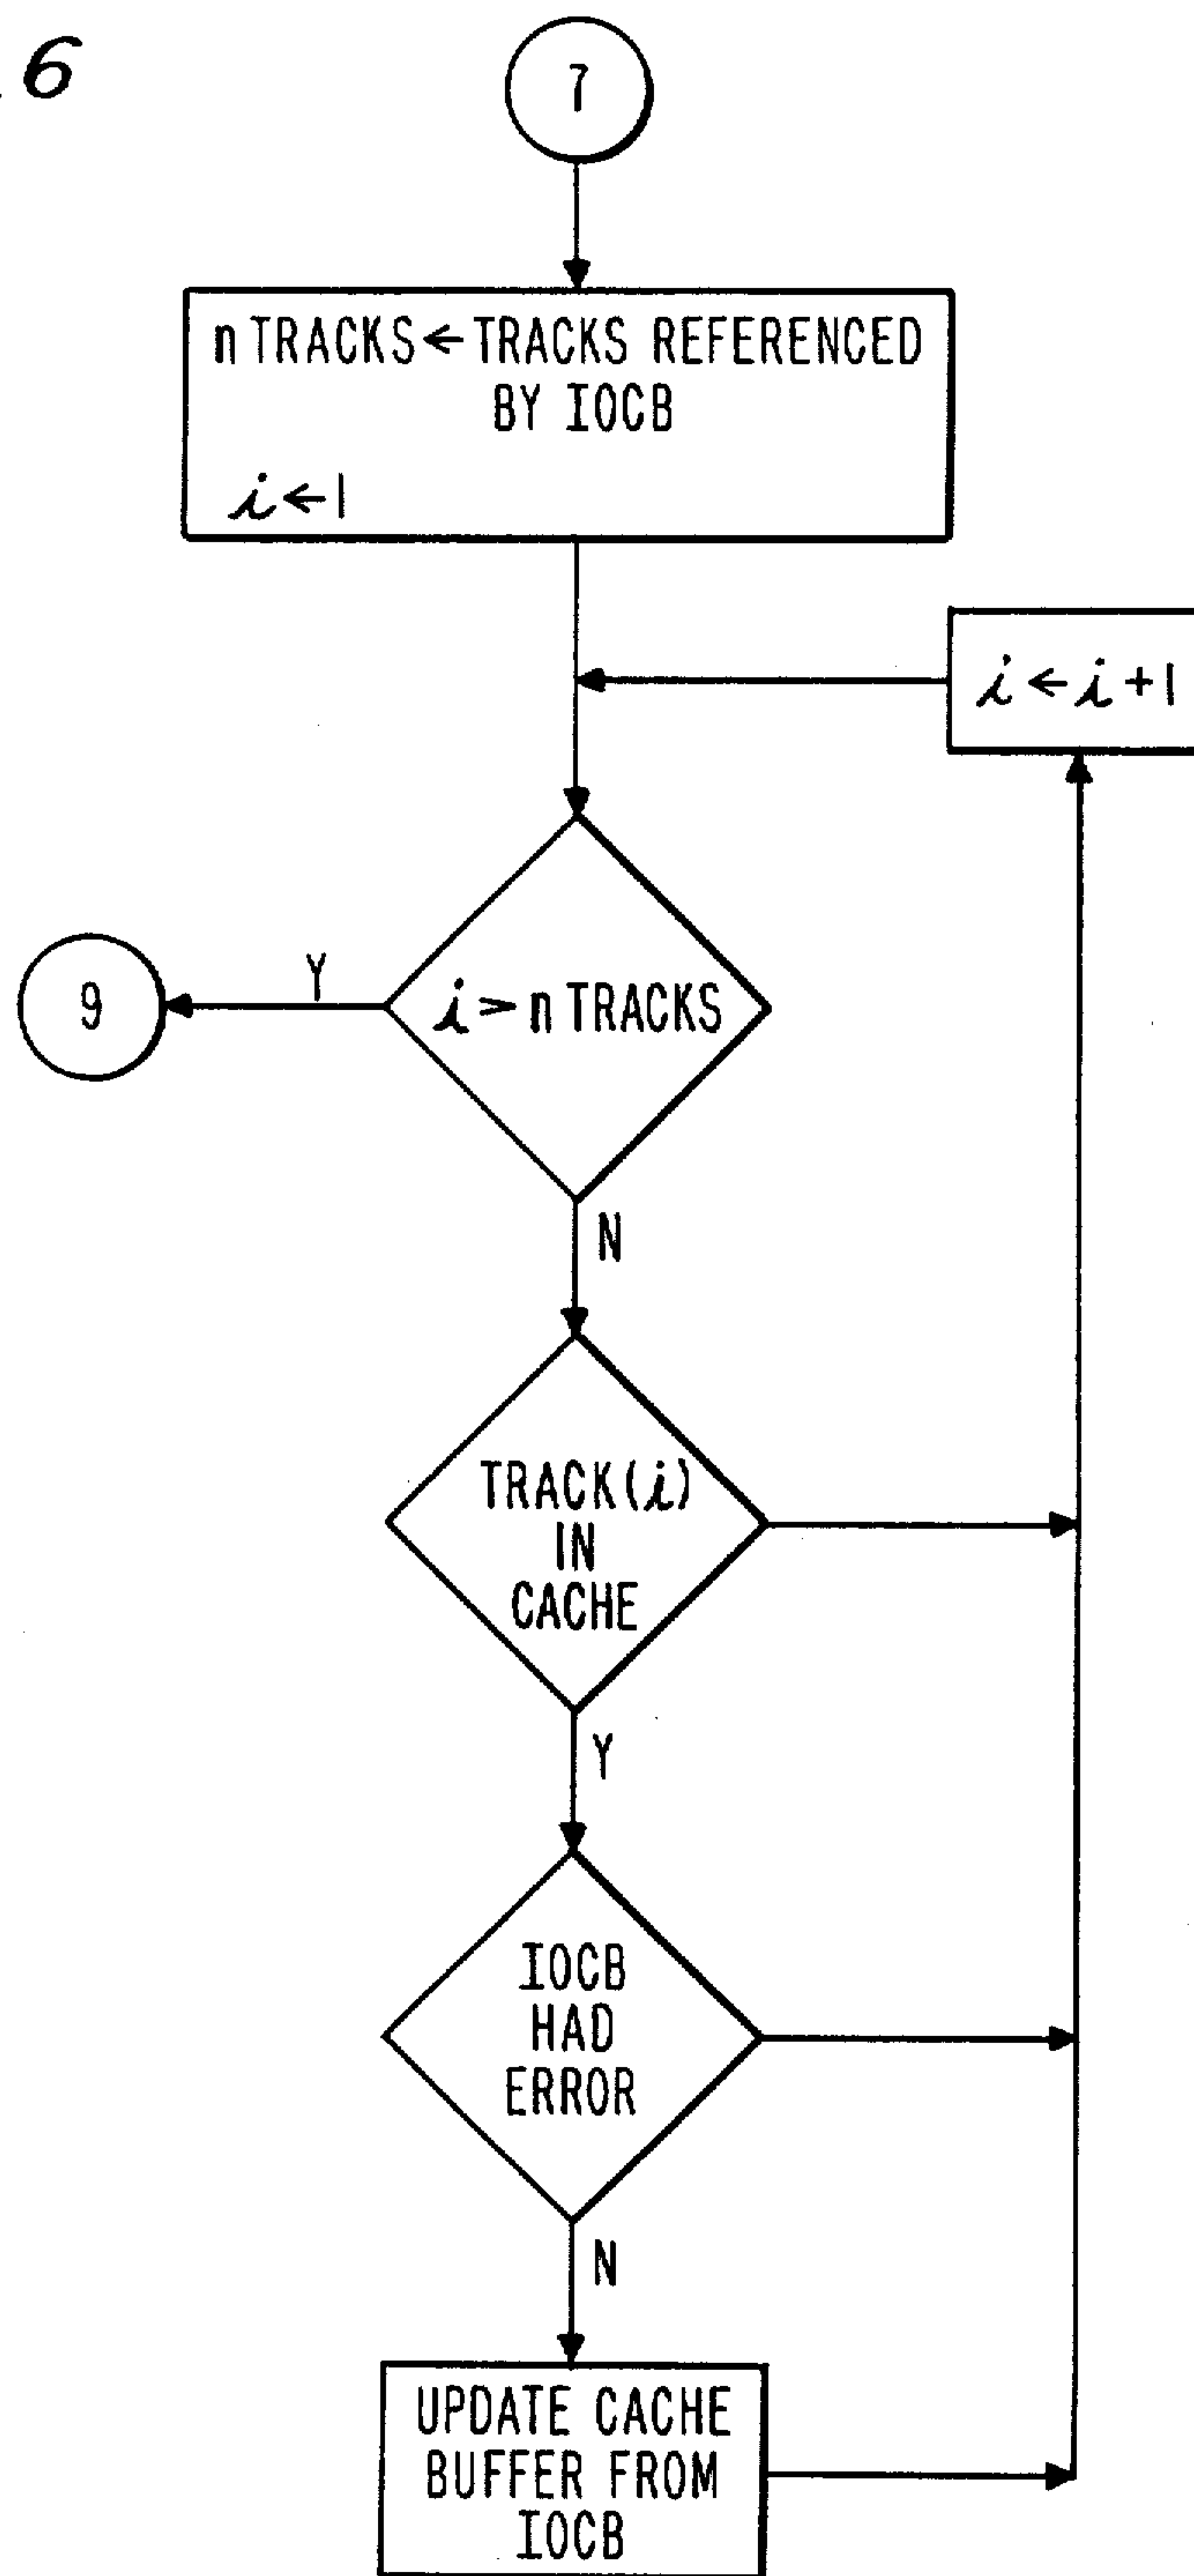 6
7
n TRACKS ← TRACKS REFERENCED
BY IOCB
i ← 1
i ← i + 1
Y
9
i > n TRACKS
N
TRACK (i)
IN
CACHE
Y
IOCB
HAD
ERROR
N
UPDATE CACHE
BUFFER FROM
IOCB